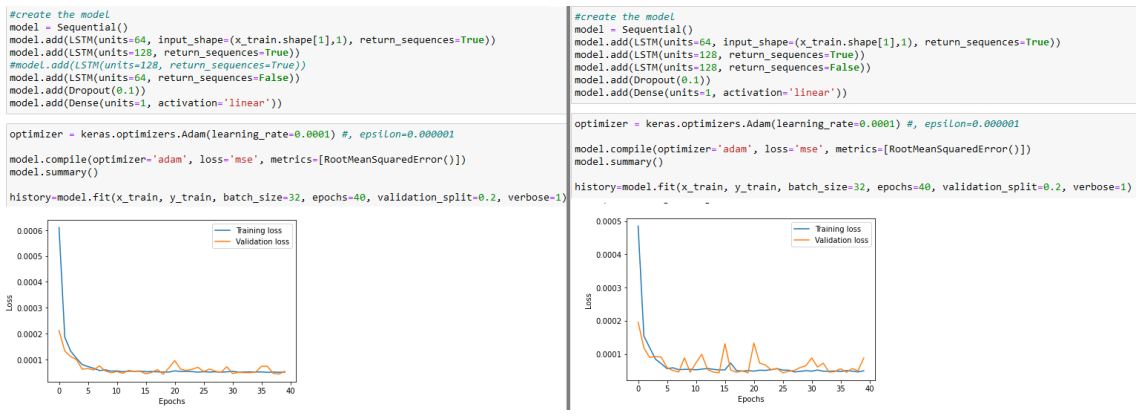 #create the model
model = Sequential()
model.add(LSTM(units=64, input_shape=(x_train.shape[1],1), return_sequences=True))
model.add(LSTM(units=128, return_sequences=True))
#model.add(LSTM(units=128, return_sequences=True))
model.add(LSTM(units=64, return_sequences=False))
model.add(Dropout(0.1))
model.add(Dense(units=1, activation='linear'))
optimizer = keras.optimizers.Adam(learning_rate=0.0001) #, epsilon=0.000001
model.compile(optimizer='adam', loss='mse', metrics=[RootMeanSquaredError()])
model.summary()
history=model.fit(x_train, y_train, batch_size=32, epochs=40, validation_split=0.2, verbose=1)
Training loss
Validation loss
0.0006
0.0005
0.0004
0.0003
0.0002
0.0001
Loss
0 5 10 15 20 25 30 35 40
Epochs
#create the model
model = Sequential()
model.add(LSTM(units=64, input_shape=(x_train.shape[1],1), return_sequences=True))
model.add(LSTM(units=128, return_sequences=True))
model.add(LSTM(units=128, return_sequences=False))
model.add(Dropout(0.1))
model.add(Dense(units=1, activation='linear'))
optimizer = keras.optimizers.Adam(learning_rate=0.0001) #, epsilon=0.000001
model.compile(optimizer='adam', loss='mse', metrics=[RootMeanSquaredError()])
model.summary()
history=model.fit(x_train, y_train, batch_size=32, epochs=40, validation_split=0.2, verbose=1)
Training loss
Validation loss
0.0005
0.0004
0.0003
0.0002
0.0001
Loss
0 5 10 15 20 25 30 35 40
Epochs